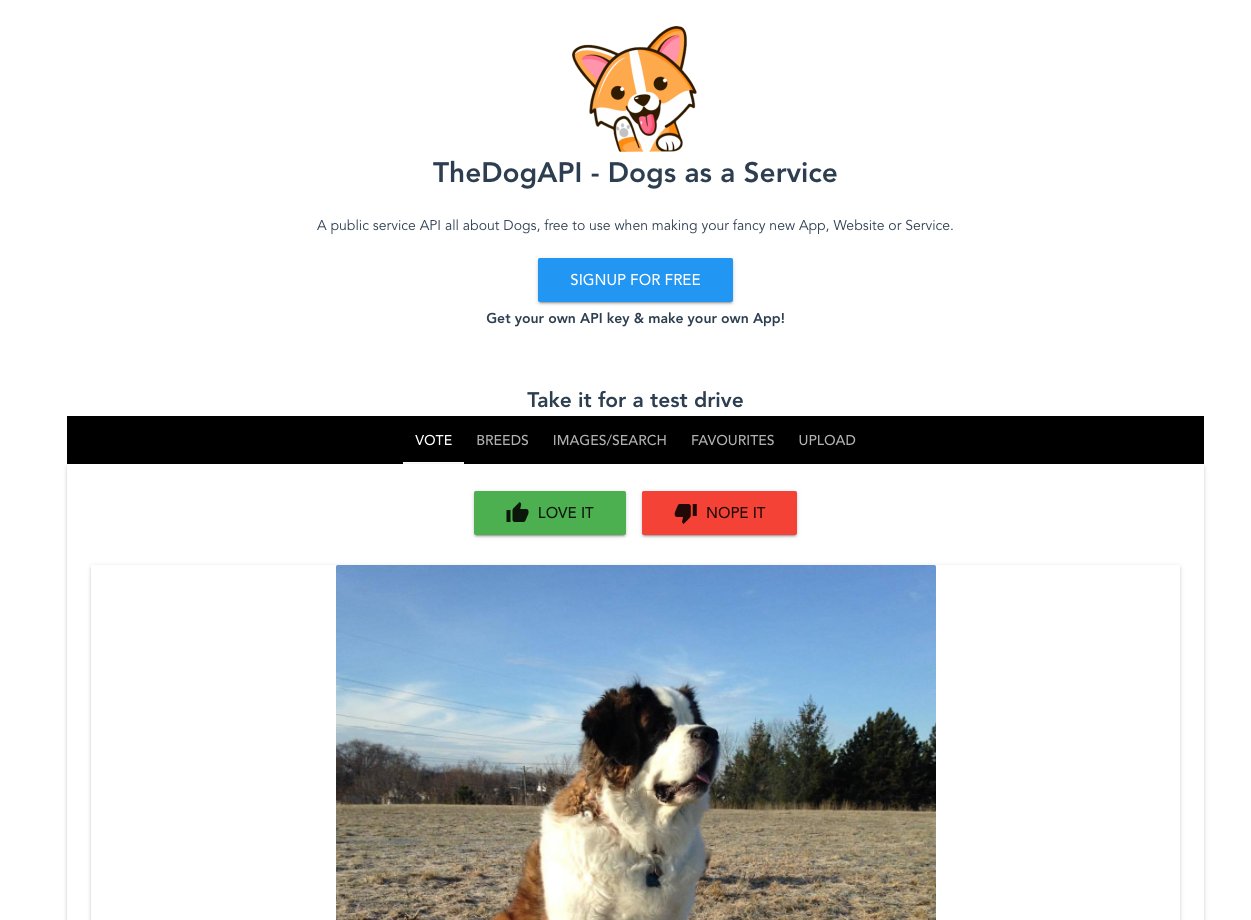 TheDogAPI - Dogs as a Service
A public service API all about Dogs, free to use when making your fancy new App, Website or Service.
SIGNUP FOR FREE
Get your own API key & make your own App!
Take it for a test drive
VOTE BREEDS IMAGES/SEARCH FAVOURITES UPLOAD
LOVE IT NOPE IT